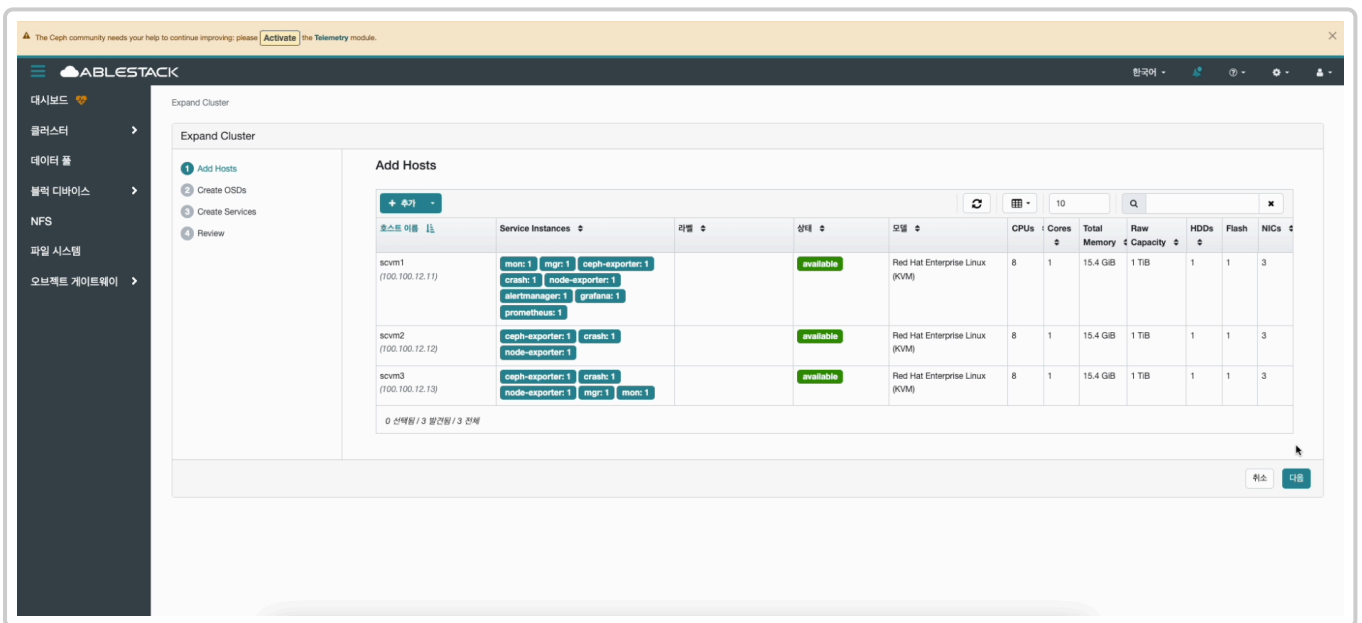 The Ceph community needs your help to continue improving: please Activate the Telemetry module.
ABLESTACK
한국어
대시보드
클러스터
데이터 풀
블럭 디바이스
NFS
파일 시스템
오브젝트 게이트웨이
Expand Cluster
Expand Cluster
1 Add Hosts
2 Create OSDs
3 Create Services
4 Review
Add Hosts
+ 추가
10
호스트 이름 Service Instances 라벨 상태 모델 CPUs Cores Total Memory Raw Capacity HDDs Flash NICs
scvm1 (100.100.12.11) mon: 1 mgr: 1 ceph-exporter: 1 available Red Hat Enterprise Linux (KVM) 8 1 15.4 GiB 1 TiB 1 1 3
crash: 1 node-exporter: 1
alertmanager: 1 grafana: 1
prometheus: 1
scvm2 (100.100.12.12) ceph-exporter: 1 crash: 1 available Red Hat Enterprise Linux (KVM) 8 1 15.4 GiB 1 TiB 1 1 3
node-exporter: 1
scvm3 (100.100.12.13) ceph-exporter: 1 crash: 1 available Red Hat Enterprise Linux (KVM) 8 1 15.4 GiB 1 TiB 1 1 3
node-exporter: 1 mgr: 1 mon: 1
0 선택됨 / 3 발견됨 / 3 전체
취소 다음